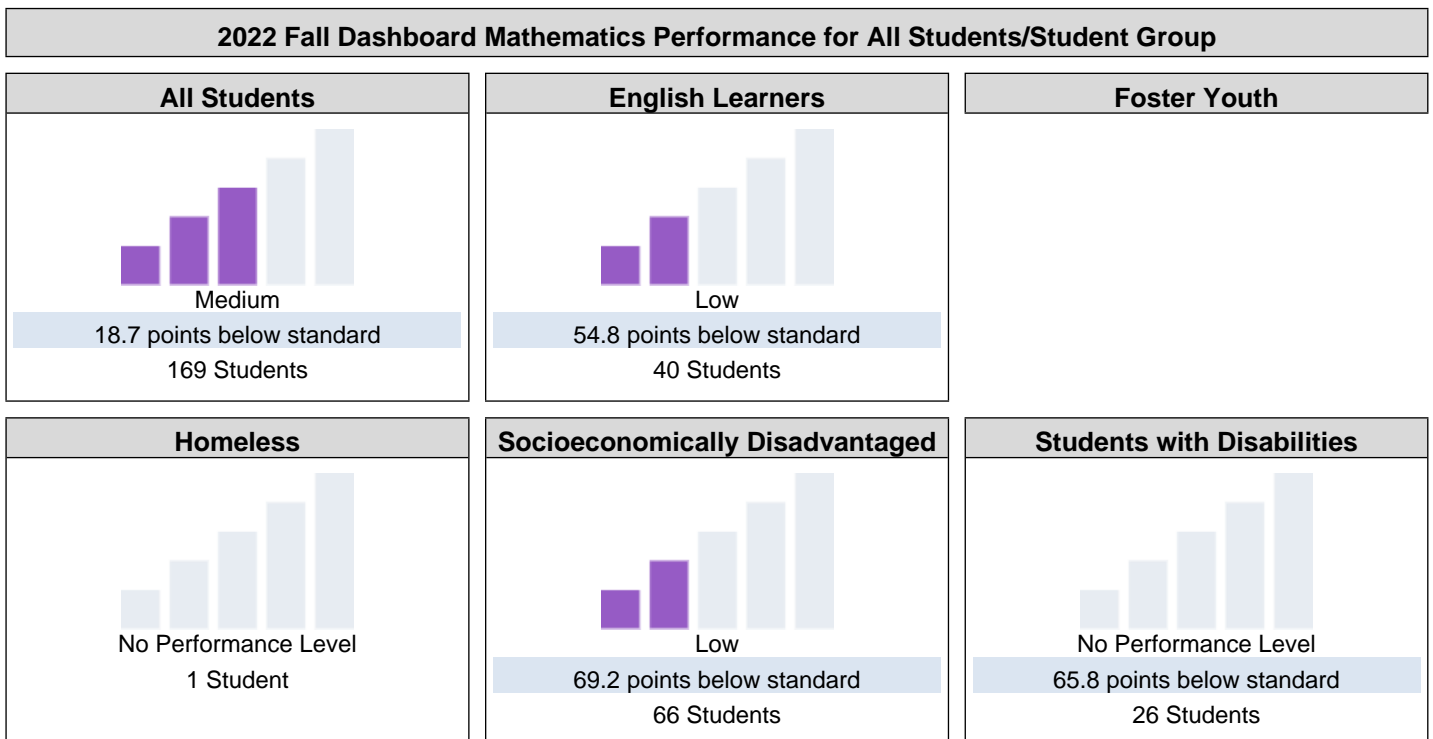 2022 Fall Dashboard Mathematics Performance for All Students/Student Group
All Students
Medium
18.7 points below standard
169 Students
English Learners
Low
54.8 points below standard
40 Students
Foster Youth
Homeless
No Performance Level
1 Student
Socioeconomically Disadvantaged
Low
69.2 points below standard
66 Students
Students with Disabilities
No Performance Level
65.8 points below standard
26 Students